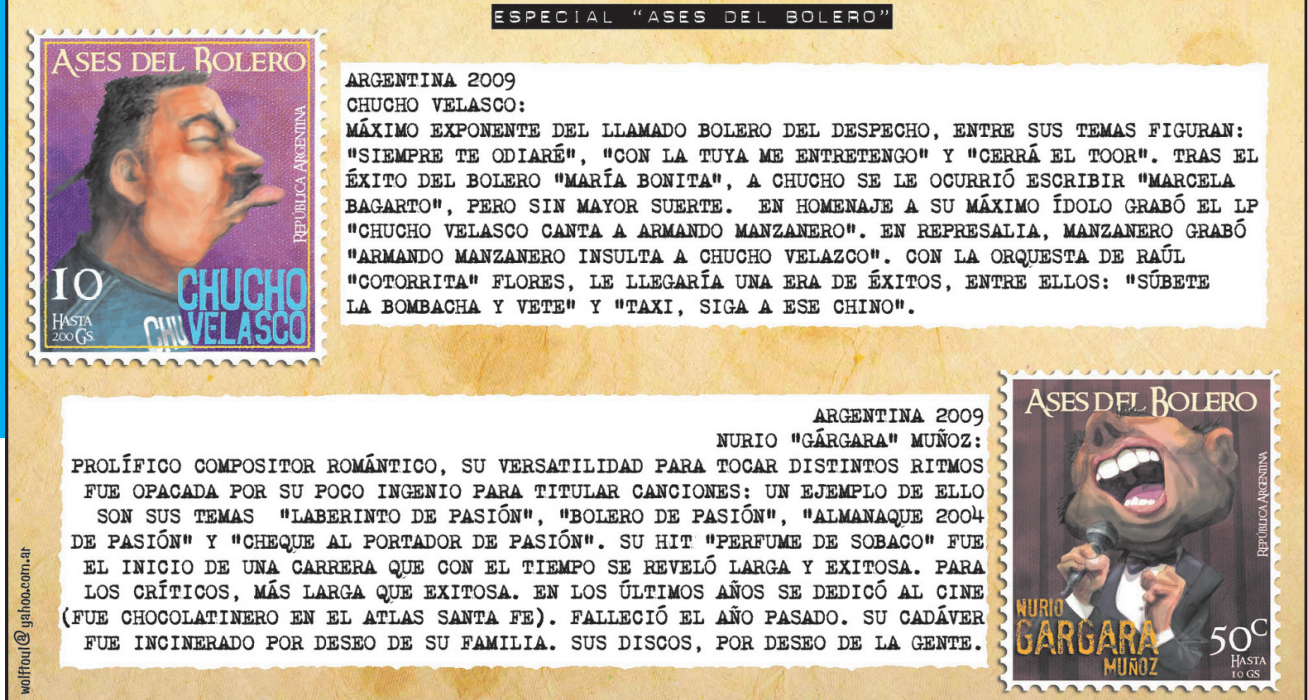 ESPECIAL "ASES DEL BOLERO"
ASES DEL BOLERO
REPÚBLICA ARGENTINA
10
HASTA
200 GS.
CHUCHO
CHU VELASCO
ARGENTINA 2009
CHUCHO VELASCO:
MÁXIMO EXPONENTE DEL LLAMADO BOLERO DEL DESPECHO, ENTRE SUS TEMAS FIGURAN:
"SIEMPRE TE ODIARÉ", "CON LA TUYA ME ENTRETENGO" Y "CERRÁ EL TOOR". TRAS EL
ÉXITO DEL BOLERO "MARÍA BONITA", A CHUCHO SE LE OCURRIÓ ESCRIBIR "MARCELA
BAGARTO", PERO SIN MAYOR SUERTE. EN HOMENAJE A SU MÁXIMO ÍDOLO GRABÓ EL LP
"CHUCHO VELASCO CANTA A ARMANDO MANZANERO". EN REPRESALIA, MANZANERO GRABÓ
"ARMANDO MANZANERO INSULTA A CHUCHO VELAZCO". CON LA ORQUESTA DE RAÚL
"COTORRITA" FLORES, LE LLEGARÍA UNA ERA DE ÉXITOS, ENTRE ELLOS: "SÚBETE
LA BOMBACHA Y VETE" Y "TAXI, SIGA A ESE CHINO".
ARGENTINA 2009
NURIO "GÁRGARA" MUÑOZ:
PROLÍFICO COMPOSITOR ROMÁNTICO, SU VERSATILIDAD PARA TOCAR DISTINTOS RITMOS
FUE OPACADA POR SU POCO INGENIO PARA TITULAR CANCIONES: UN EJEMPLO DE ELLO
SON SUS TEMAS "LABERINTO DE PASIÓN", "BOLERO DE PASIÓN", "ALMANAQUE 2004
DE PASIÓN" Y "CHEQUE AL PORTADOR DE PASIÓN". SU HIT "PERFUME DE SOBACO" FUE
EL INICIO DE UNA CARRERA QUE CON EL TIEMPO SE REVELÓ LARGA Y EXITOSA. PARA
LOS CRÍTICOS, MÁS LARGA QUE EXITOSA. EN LOS ÚLTIMOS AÑOS SE DEDICÓ AL CINE
(FUE CHOCOLATINERO EN EL ATLAS SANTA FE). FALLECIÓ EL AÑO PASADO. SU CADÁVER
FUE INCINERADO POR DESEO DE SU FAMILIA. SUS DISCOS, POR DESEO DE LA GENTE.
ASES DEL BOLERO
REPÚBLICA ARGENTINA
NURIO
GARGARA
MUÑOZ
50C
HASTA
10 GS
wolftoul@yahoo.com.ar